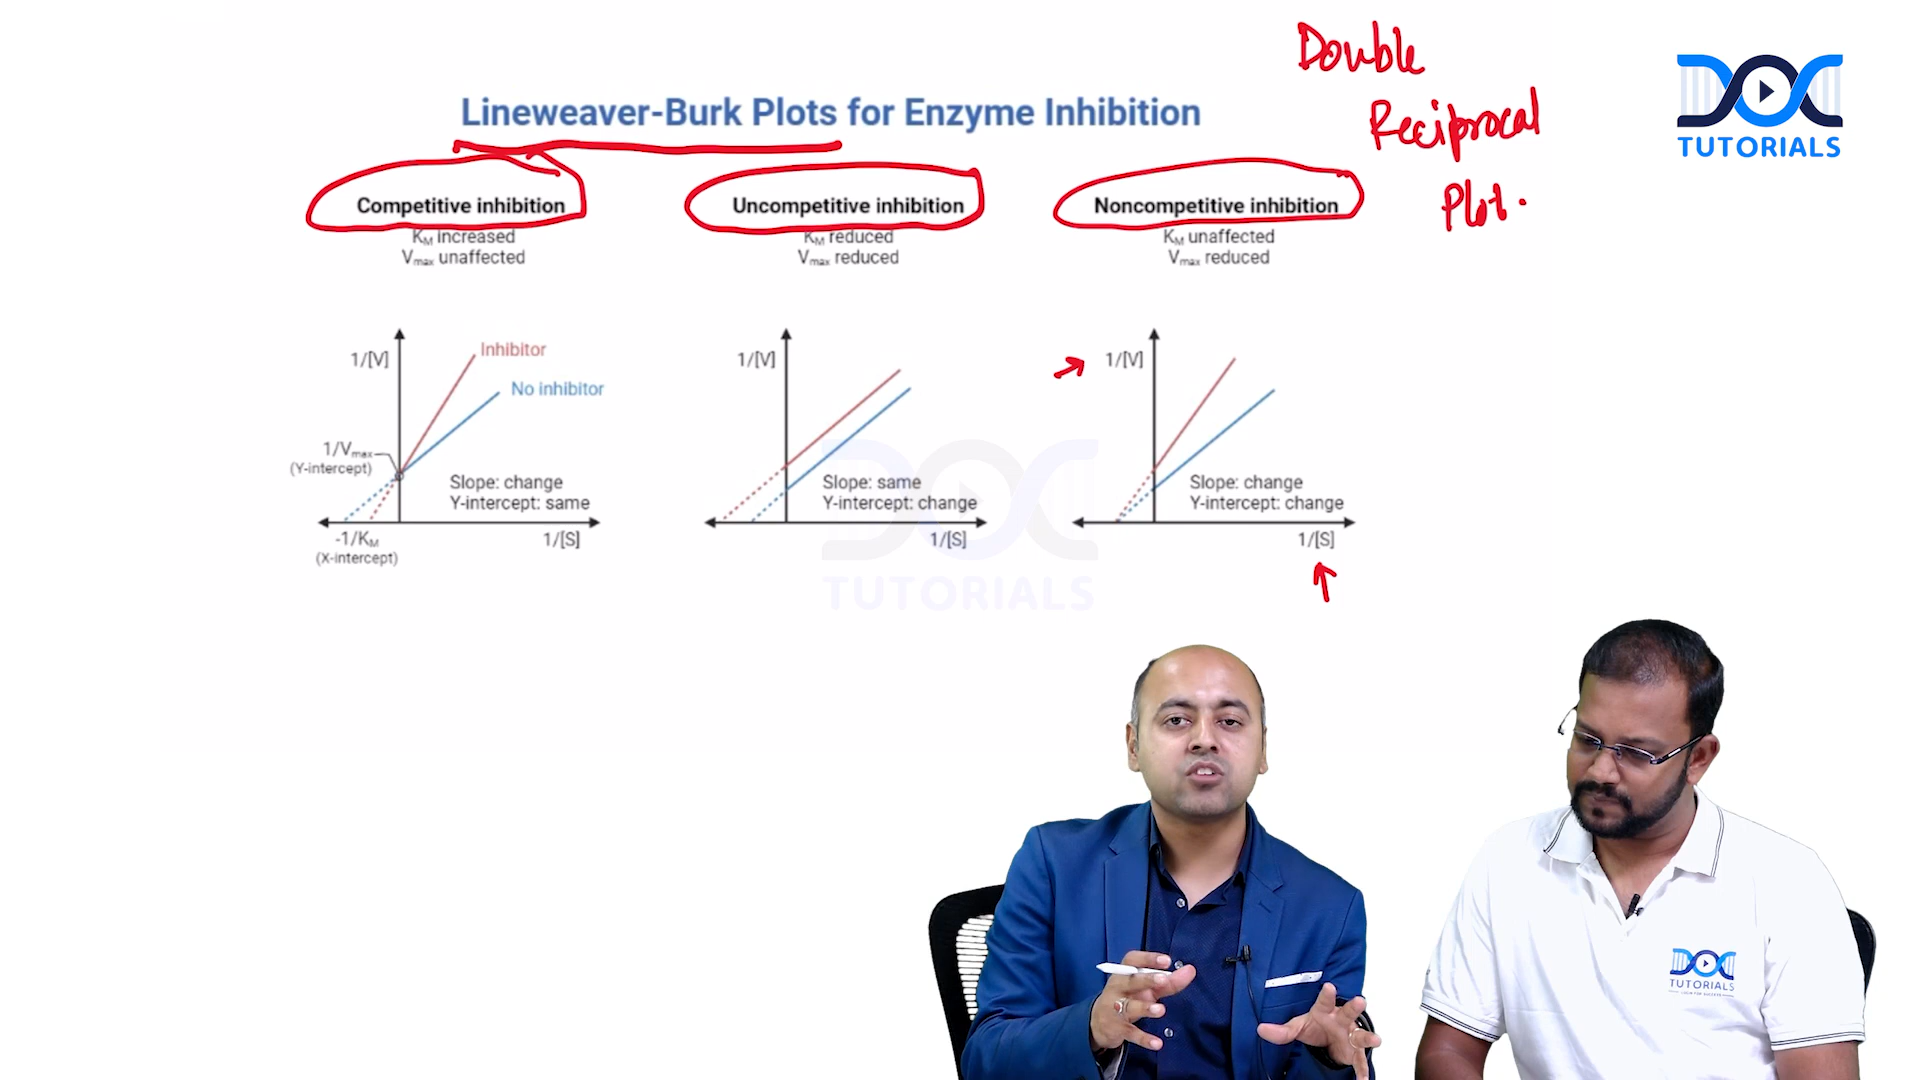 Double
Reciprocal
Plot.
DOC
TUTORIALS
Lineweaver-Burk Plots for Enzyme Inhibition
Competitive inhibition
KM increased
Vmax unaffected
Uncompetitive inhibition
KM reduced
Vmax reduced
Noncompetitive inhibition
KM unaffected
Vmax reduced
1/[V]
Inhibitor
No inhibitor
1/Vmax
(Y-intercept)
Slope: change
Y-intercept: same
-1/KM
(X-intercept)
1/[S]
1/[V]
Slope: same
Y-intercept: change
1/[S]
1/[V]
Slope: change
Y-intercept: change
1/[S]
DOC
TUTORIALS
DOC
TUTORIALS